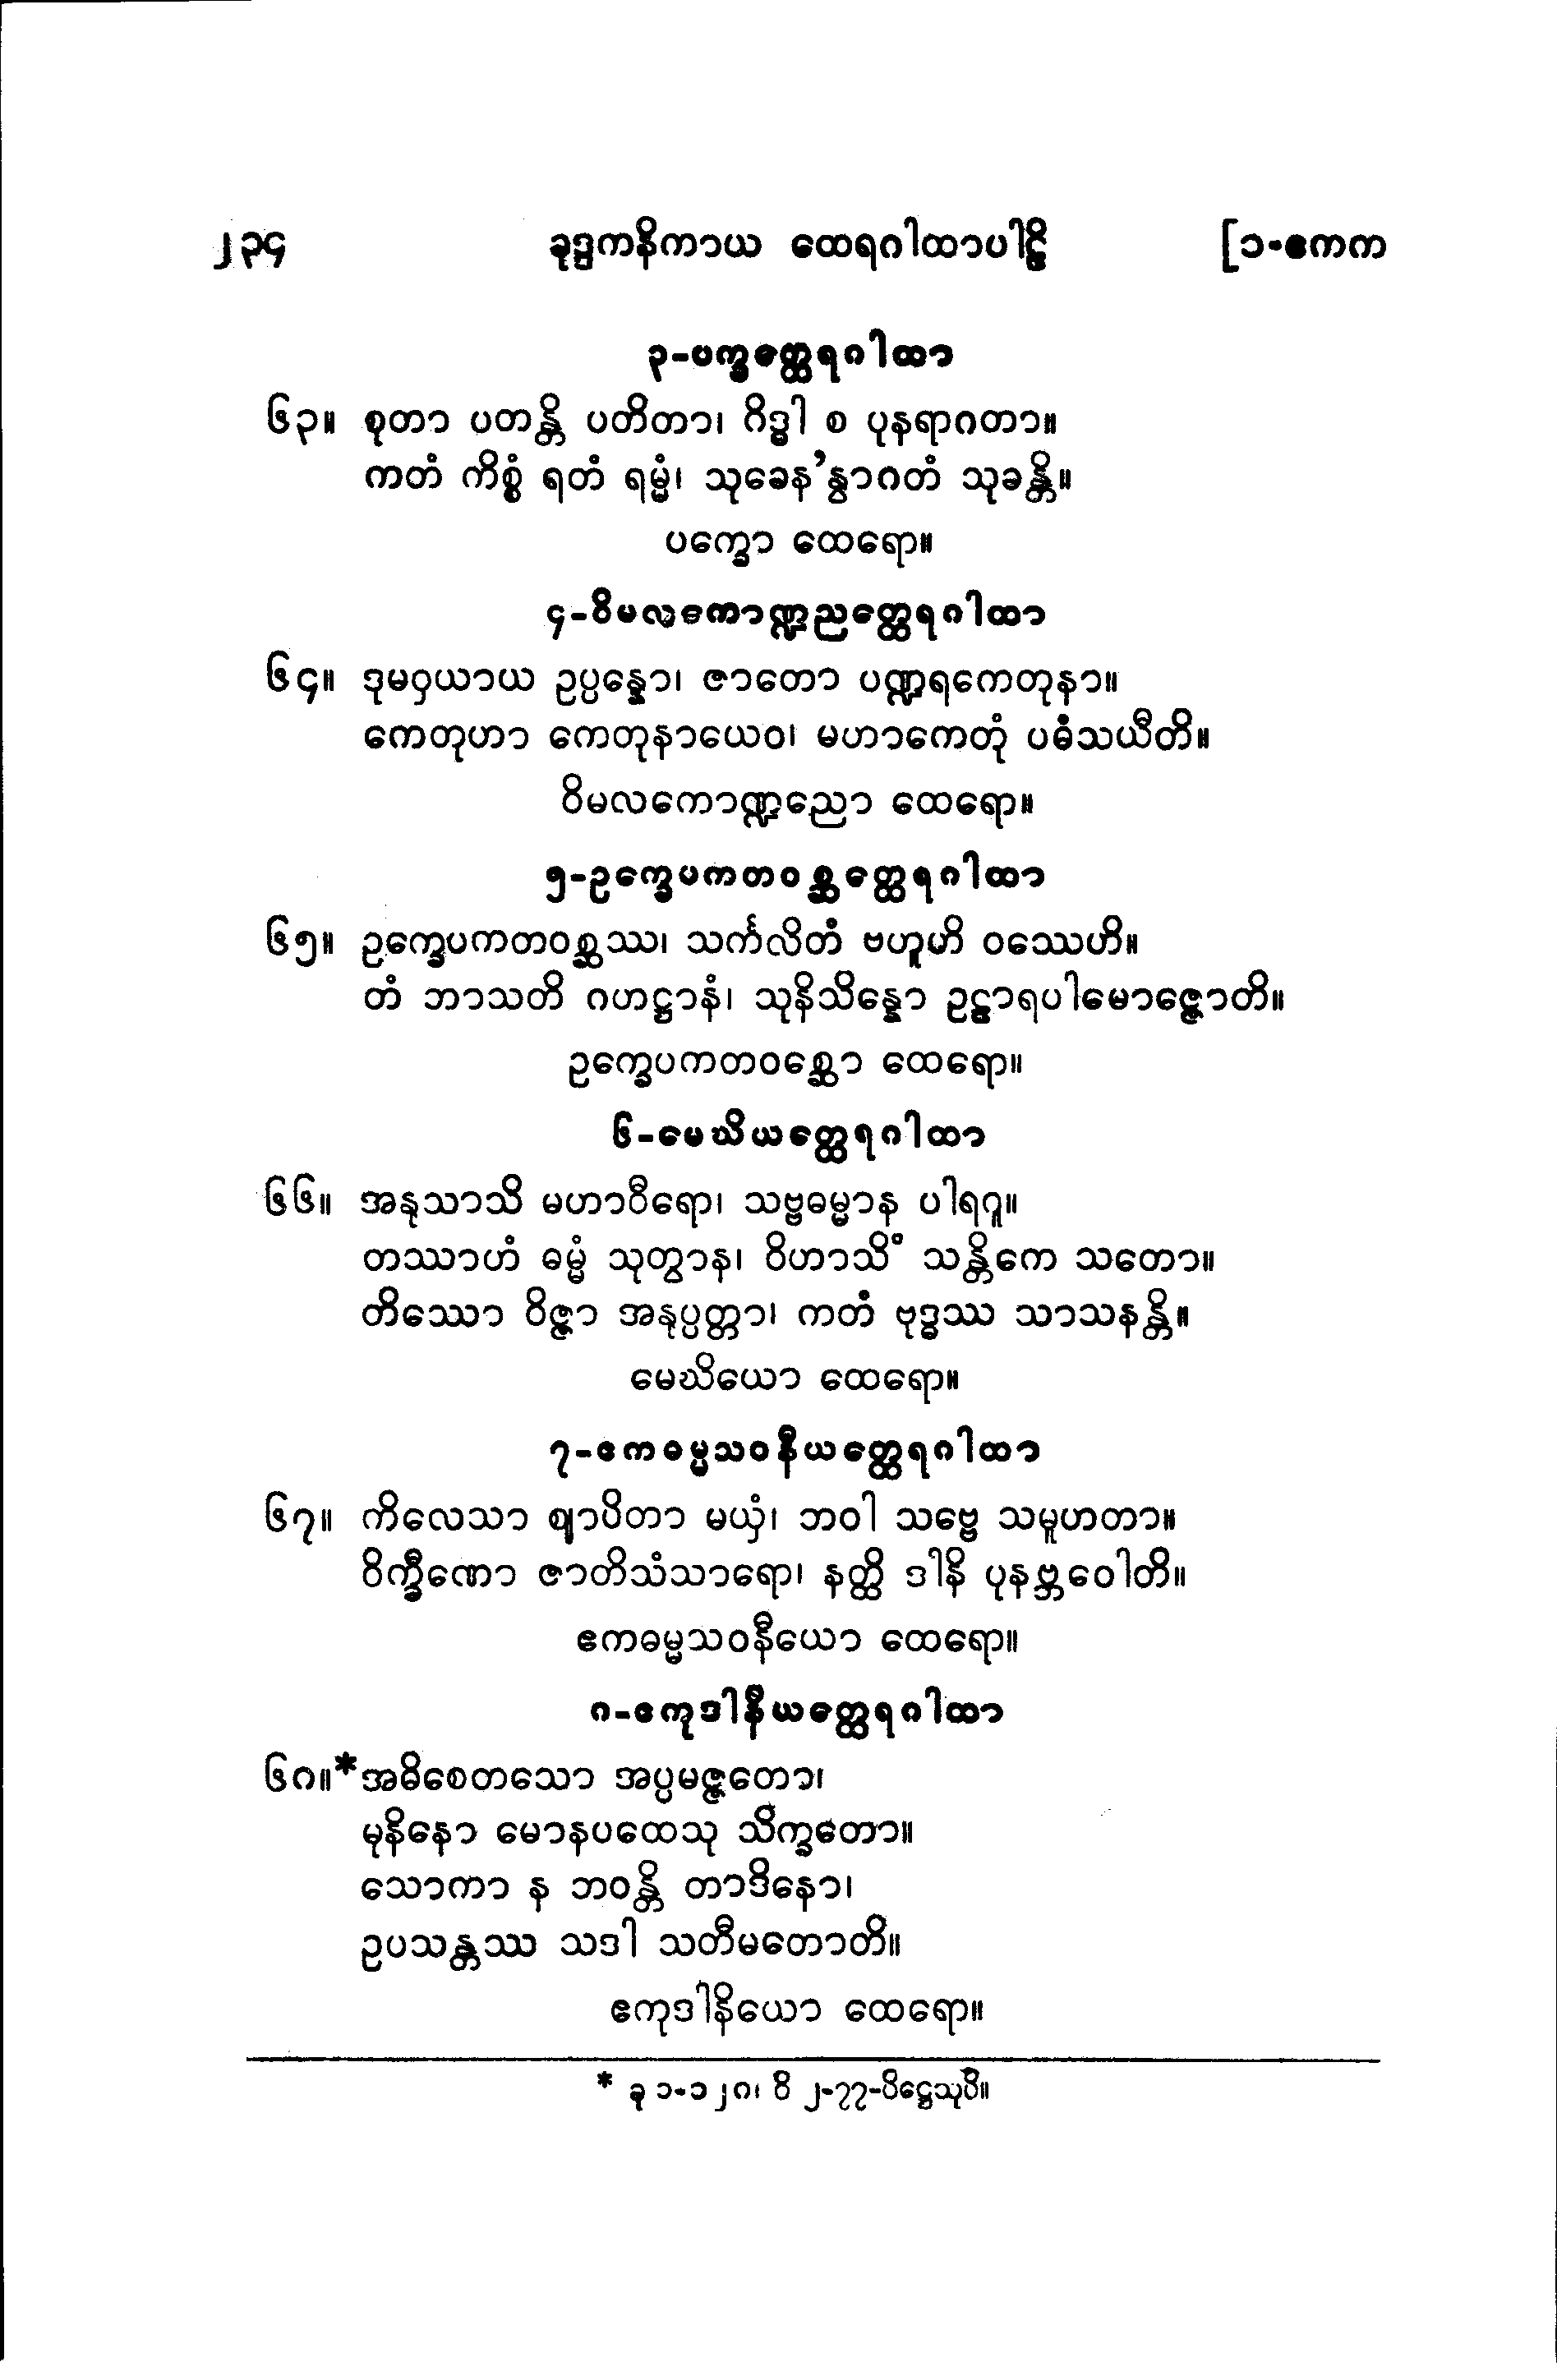 ၂၃၄ ခုဒ္ဒကနိကာယ ထေရဂါထာပါဠိ [၁-ဧကက
၃-ပက္ခတ္ထေရဂါထာ
၆၃။ စုတာ ပတန္တိ ပတိတာ၊ ဂိဒ္ဓါ စ ပုနရာဂတာ။
ကတံ ကိစ္စံ ရတံ ရမ္မံ၊ သုခေန’န္વાဂတံ သုခန္တိ။
ပက္ခော ထေရော။
၄-ဝိမလကောဏ္ဍညတ္ထေရဂါထာ
၆၄။ ဒုမဝှယာယ ဥပ္ပန္နော၊ ဇာတော ပဏ္ဍရကေတုနာ။
ကေတုဟာ ကေတုနာယေဝ၊ မဟာကေတုံ ပဓံသယီတိ။
ဝိမလကောဏ္ဍညော ထေရော။
၅-ဥက္ခေပကတဝစ္ဆတ္ထေရဂါထာ
၆၅။ ဥက္ခေပကတဝစ္ဆဿ၊ သင်္ကလိတံ ဗဟူဟိ ဝဿေဟိ။
တံ ဘာသတိ ဂဟဋ္ဌာနံ၊ သုနိသိန္နော ဥဠာရပါမောဇ္ဇောတိ။
ဥက္ခေပကတဝစ္ဆော ထေရော။
၆-မေဃိယတ္ထေရဂါထာ
၆၆။ အနုသာသိ မဟာဝီရော၊ သဗ္ဗဓမ္မာန ပါရဂူ။
တဿာဟံ ဓမ္မံ သုတွာန၊ ဝိဟာသိံ သန္တိကေ သတော။
တိဿော ဝိဇ္ဇာ အနုပ္ပတ္တာ၊ ကတံ ဗုဒ္ဓဿ သာသနန္တိ။
မေဃိယော ထေရော။
၇-ဧကဓမ္မသဝနီယတ္ထေရဂါထာ
၆၇။ ကိလေသာ ဈာပိတာ မယှံ၊ ဘဝါ သဗ္ဗေ သမူဟတာ။
ဝိက္ခီဏော ဇာတိသံသာရော၊ နတ္ထိ ဒါနိ ပုနဗ္ဘဝေါတိ။
ဧကဓမ္မသဝနီယော ထေရော။
၈-ဧကုဒါနီယတ္ထေရဂါထာ
၆၈။*အဓိစေတသော အပ္ပမဇ္ဇတော၊
မုနိနော မောနပထေသု သိက္ခတော။
သောကာ န ဘဝန္တိ တာဒိနော၊
ဥပသန္တဿ သဒါ သတီမတောတိ။
ဧကုဒါနိယော ထေရော။
* ခု ၁-၁၂၈၊ ဝိ ၂-၇၇-ပိဋ္ဌေသုပိ။